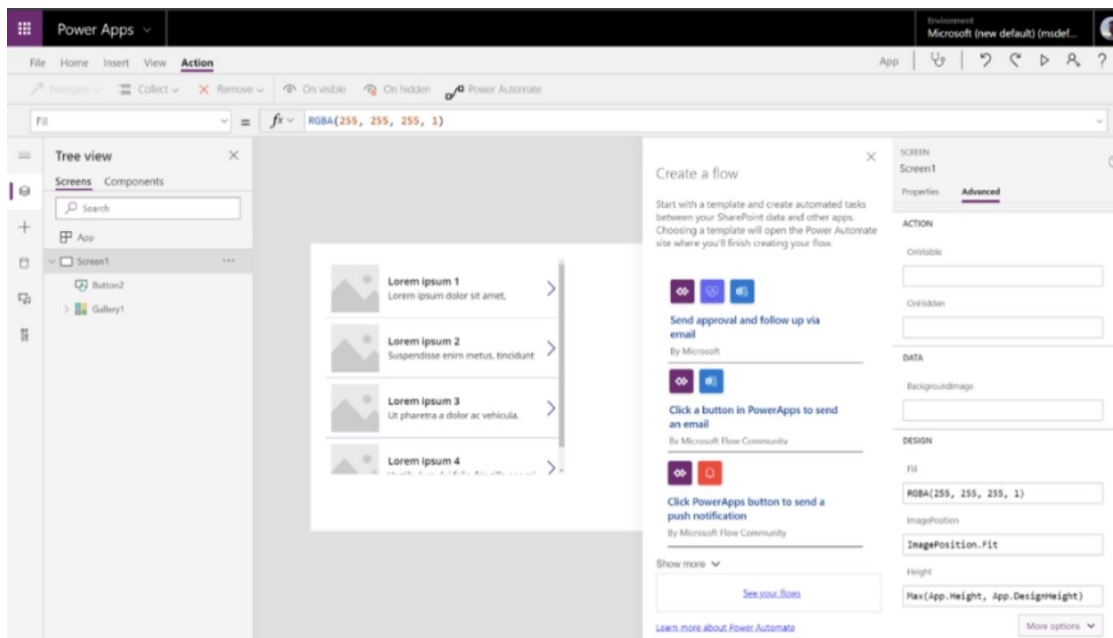 Power Apps
Environment
Microsoft (new default) (msdef...
File Home Insert View Action
App
?
Navigate Collect Remove On visible On hidden Power Automate
Fill = fx RGBA(255, 255, 255, 1)
Tree view
Screens Components
Search
App
Screen1 ...
Button2
Gallery1
Lorem ipsum 1
Lorem ipsum dolor sit amet,
Lorem ipsum 2
Suspendisse enim metus, tincidunt
Lorem ipsum 3
Ut pharetra a dolor ac vehicula.
Lorem ipsum 4
Create a flow
Start with a template and create automated tasks
between your SharePoint data and other apps.
Choosing a template will open the Power Automate
site where you'll finish creating your flow.
Send approval and follow up via
email
By Microsoft
Click a button in PowerApps to send
an email
By Microsoft Flow Community
Click PowerApps button to send a
push notification
By Microsoft Flow Community
Show more
See your flows
Learn more about Power Automate
SCREEN
Screen1
Properties Advanced
ACTION
OnVisible
OnHidden
DATA
BackgroundImage
DESIGN
Fill
RGBA(255, 255, 255, 1)
ImagePosition
ImagePosition.Fit
Height
Max(App.Height, App.DesignHeight)
More options